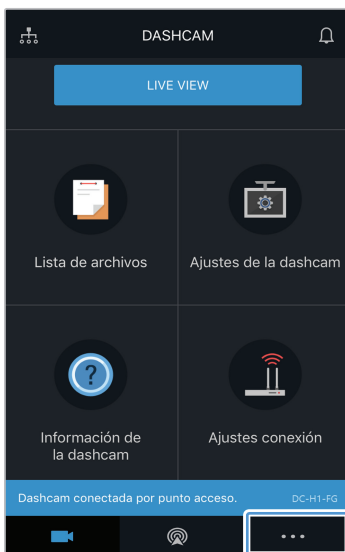 DASHCAM
LIVE VIEW
Lista de archivos
Ajustes de la dashcam
Información de
la dashcam
Ajustes conexión
Dashcam conectada por punto acceso. DC-H1-FG